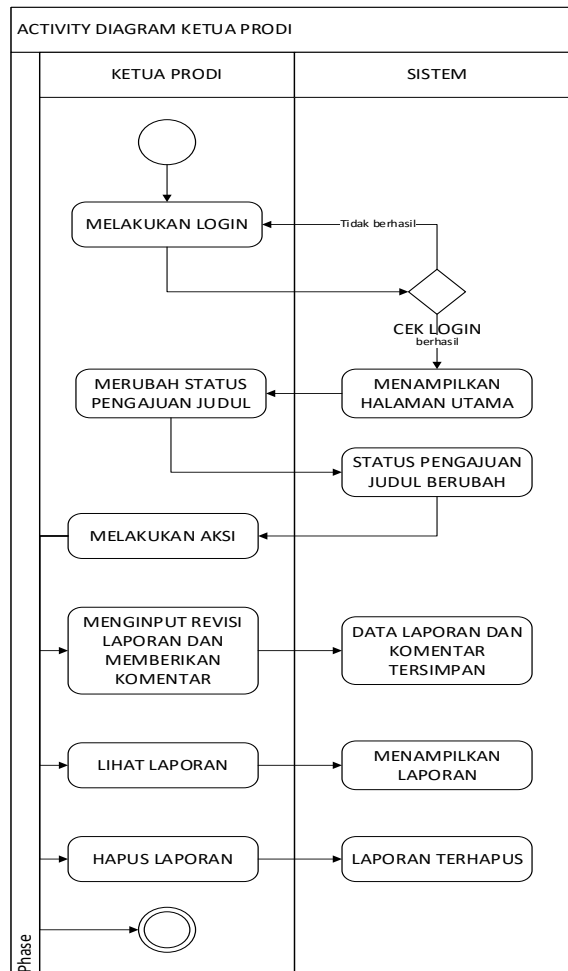 ACTIVITY DIAGRAM KETUA PRODI
KETUA PRODI
SISTEM
MELAKUKAN LOGIN
Tidak berhasil
CEK LOGIN
berhasil
MERUBAH STATUS
PENGAJUAN JUDUL
MENAMPILKAN
HALAMAN UTAMA
STATUS PENGAJUAN
JUDUL BERUBAH
MELAKUKAN AKSI
MENGINPUT REVISI
LAPORAN DAN
MEMBERIKAN
KOMENTAR
DATA LAPORAN DAN
KOMENTAR
TERSIMPAN
LIHAT LAPORAN
MENAMPILKAN
LAPORAN
HAPUS LAPORAN
LAPORAN TERHAPUS
Phase